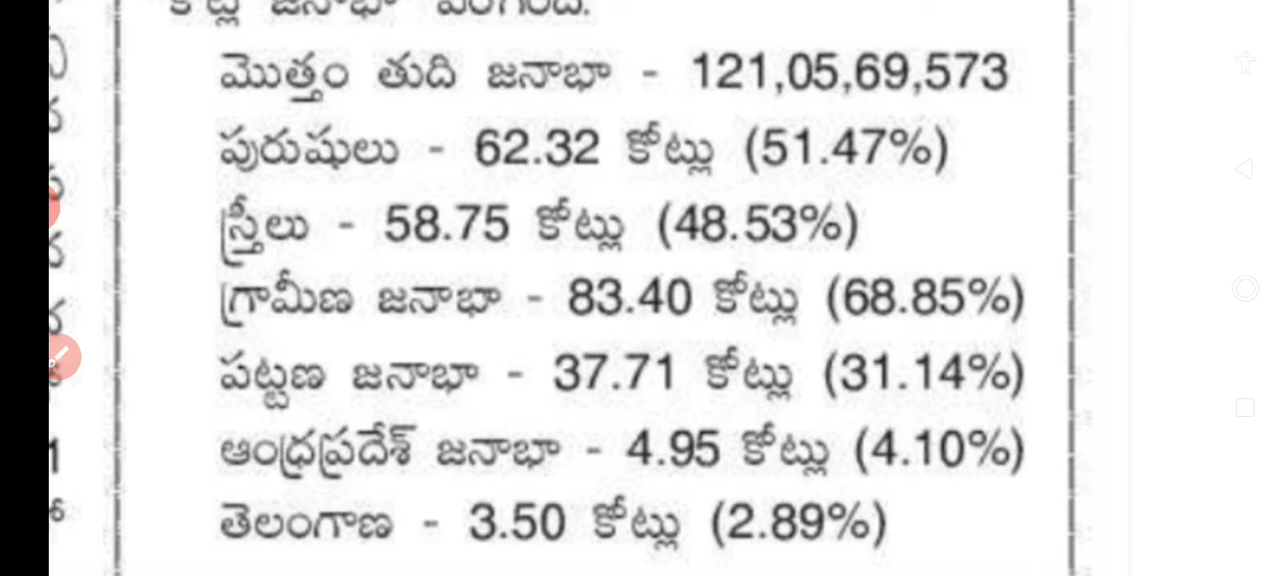 కోట్ల జనాభా పెరిగింది.
మొత్తం తుది జనాభా - 121,05,69,573
పురుషులు - 62.32 కోట్లు (51.47%)
స్త్రీలు - 58.75 కోట్లు (48.53%)
గ్రామీణ జనాభా - 83.40 కోట్లు (68.85%)
పట్టణ జనాభా - 37.71 కోట్లు (31.14%)
ఆంధ్రప్రదేశ్ జనాభా - 4.95 కోట్లు (4.10%)
తెలంగాణ - 3.50 కోట్లు (2.89%)